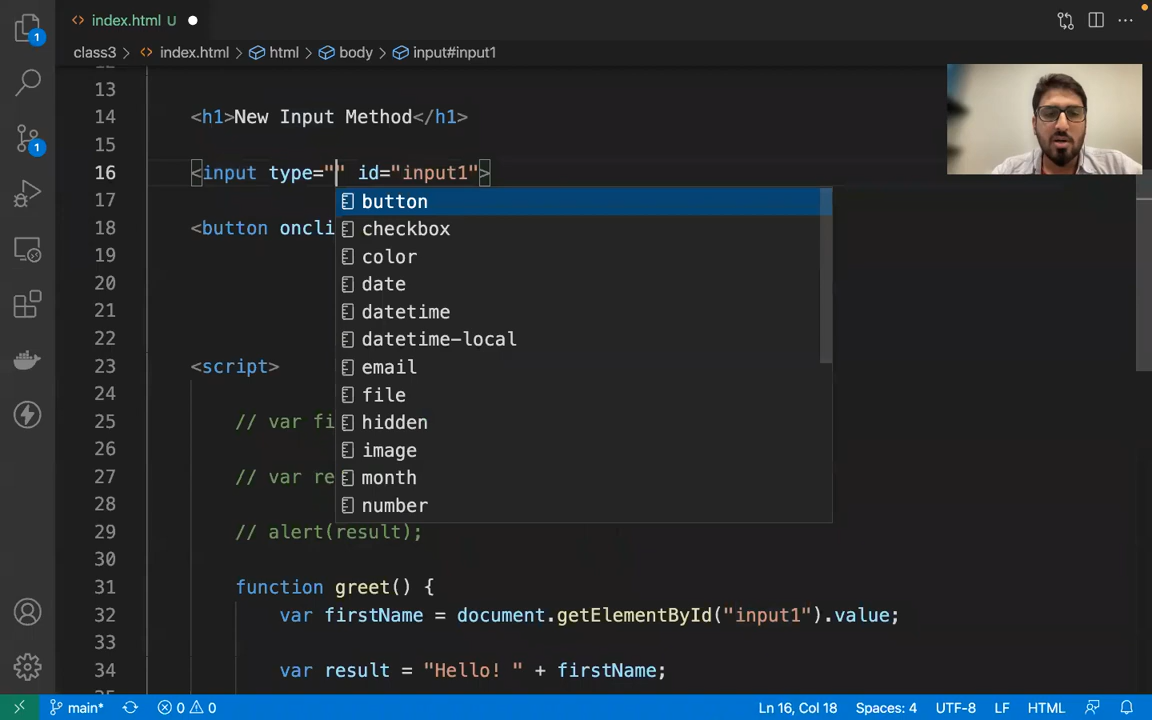 index.html U
class3 > index.html > html > body > input#input1
1
1
12
13
14 <h1>New Input Method</h1>
15
16 <input type="" id="input1">
17
18 <button oncli
19
20
21
22
23 <script>
24
25 // var fi
26
27 // var re
28
29 // alert(result);
30
31 function greet() {
32 var firstName = document.getElementById("input1").value;
33
34 var result = "Hello! " + firstName;
button
checkbox
color
date
datetime
datetime-local
email
file
hidden
image
month
number
main* 0 0 Ln 16, Col 18 Spaces: 4 UTF-8 LF HTML